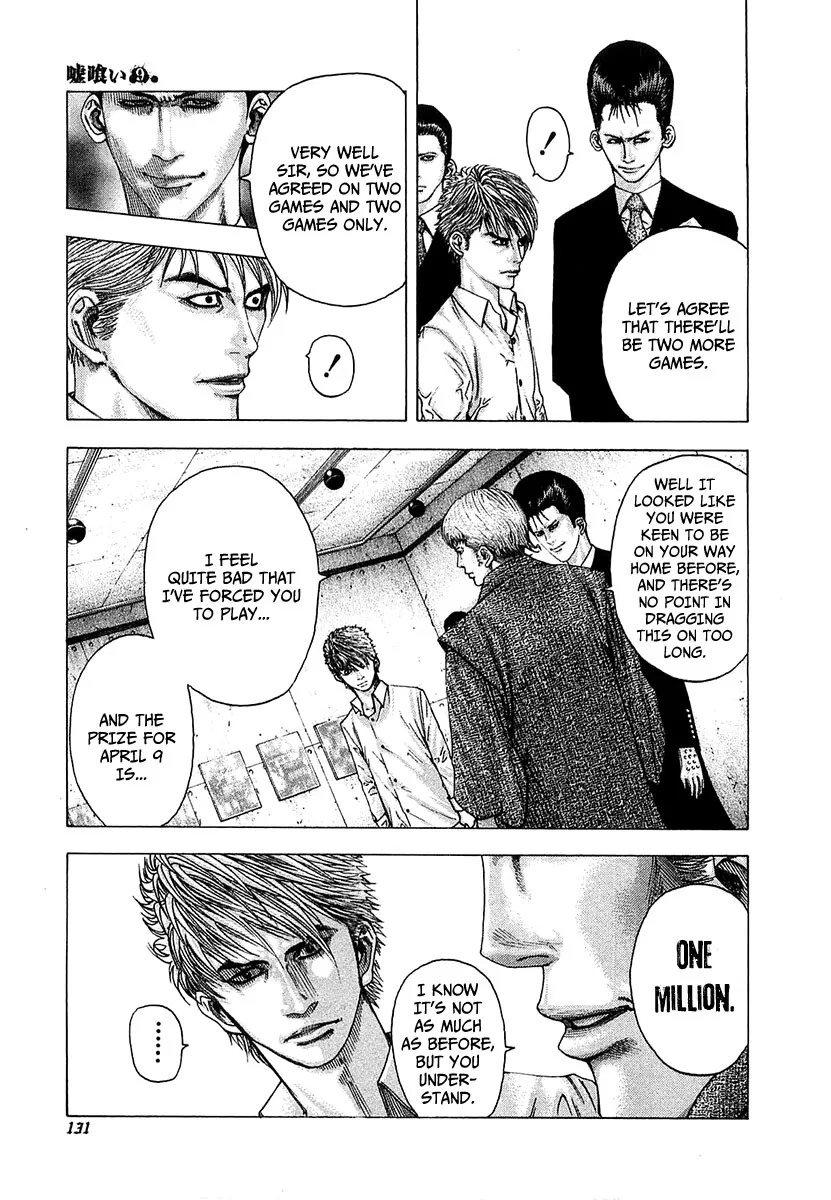 嘘喰い⑨。
!
LET'S AGREE
THAT THERE'LL
BE TWO MORE
GAMES.
VERY WELL
SIR, SO WE'VE
AGREED ON TWO
GAMES AND TWO
GAMES ONLY.
!
WELL IT
LOOKED LIKE
YOU WERE
KEEN TO BE
ON YOUR WAY
HOME BEFORE,
AND THERE'S
NO POINT IN
DRAGGING
THIS ON TOO
LONG.
I FEEL
QUITE BAD THAT
I'VE FORCED YOU
TO PLAY...
AND THE
PRIZE FOR
APRIL 9
IS...
ONE
MILLION.
I KNOW
IT'S NOT
AS MUCH
AS BEFORE,
BUT YOU
UNDER-
STAND.
......
131